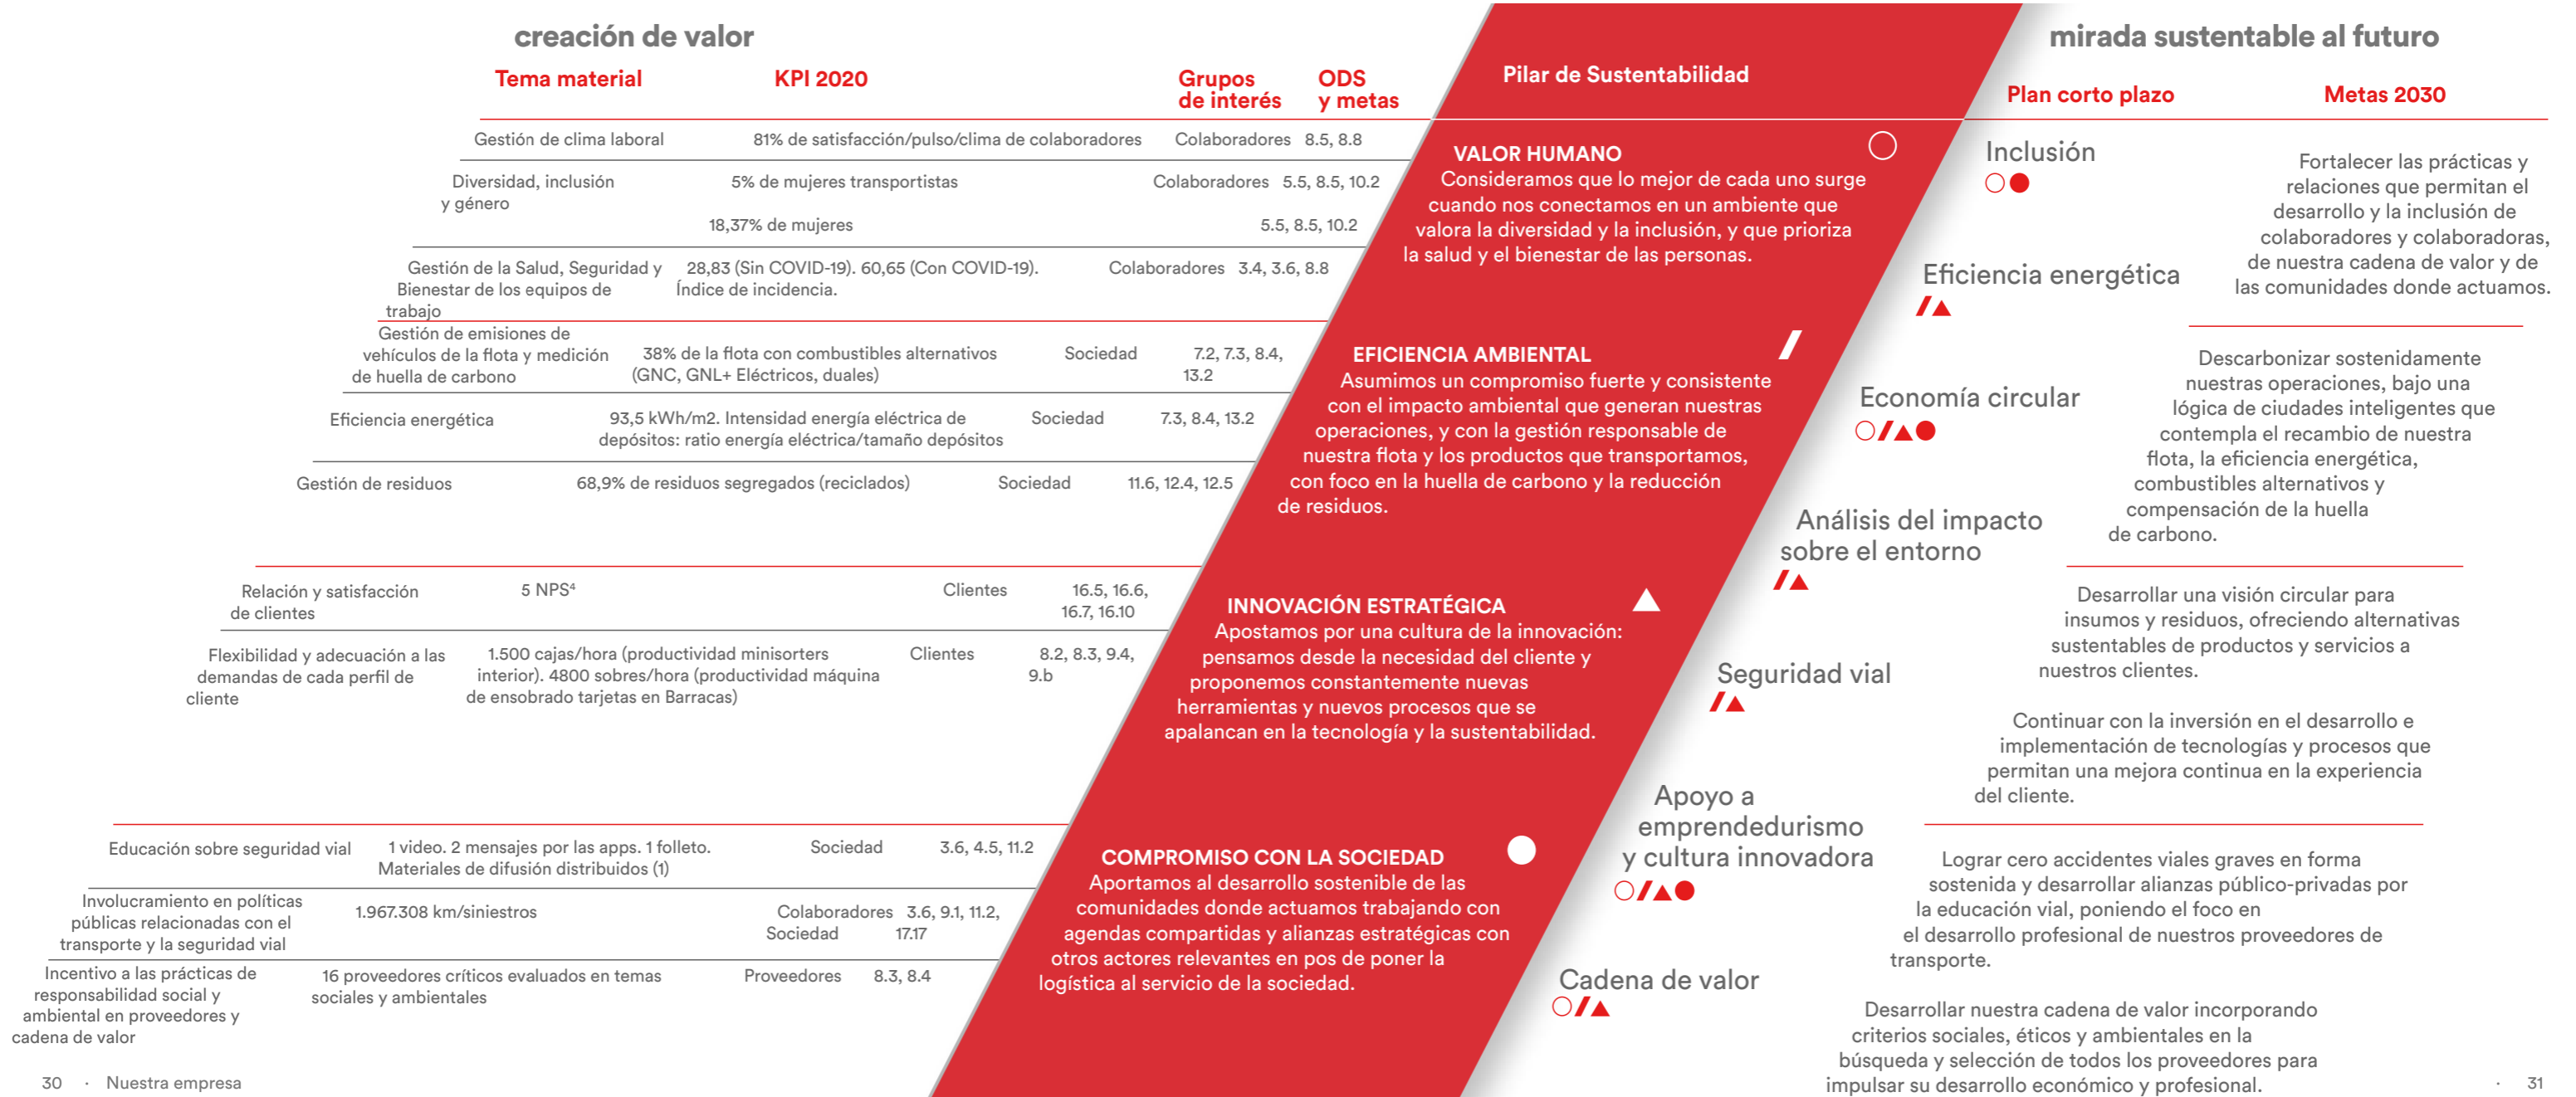 creación de valor
Tema material
KPI 2020
Grupos
de interés
ODS
y metas
Gestión de clima laboral
81% de satisfacción/pulso/clima de colaboradores
Colaboradores
8.5, 8.8
Diversidad, inclusión
y género
5% de mujeres transportistas
Colaboradores
5.5, 8.5, 10.2
18,37% de mujeres
5.5, 8.5, 10.2
Gestión de la Salud, Seguridad y
Bienestar de los equipos de
trabajo
28,83 (Sin COVID-19). 60,65 (Con COVID-19).
Índice de incidencia.
Colaboradores
3.4, 3.6, 8.8
Gestión de emisiones de
vehículos de la flota y medición
de huella de carbono
38% de la flota con combustibles alternativos
(GNC, GNL+ Eléctricos, duales)
Sociedad
7.2, 7.3, 8.4,
13.2
Eficiencia energética
93,5 kWh/m2. Intensidad energía eléctrica de
depósitos: ratio energía eléctrica/tamaño depósitos
Sociedad
7.3, 8.4, 13.2
Gestión de residuos
68,9% de residuos segregados (reciclados)
Sociedad
11.6, 12.4, 12.5
Relación y satisfacción
de clientes
5 NPS⁴
Clientes
16.5, 16.6,
16.7, 16.10
Flexibilidad y adecuación a las
demandas de cada perfil de
cliente
1.500 cajas/hora (productividad minisorters
interior). 4800 sobres/hora (productividad máquina
de ensobrado tarjetas en Barracas)
Clientes
8.2, 8.3, 9.4,
9.b
Educación sobre seguridad vial
1 video. 2 mensajes por las apps. 1 folleto.
Materiales de difusión distribuidos (1)
Sociedad
3.6, 4.5, 11.2
Involucramiento en políticas
públicas relacionadas con el
transporte y la seguridad vial
1.967.308 km/siniestros
Colaboradores
Sociedad
3.6, 9.1, 11.2,
17.17
Incentivo a las prácticas de
responsabilidad social y
ambiental en proveedores y
cadena de valor
16 proveedores críticos evaluados en temas
sociales y ambientales
Proveedores
8.3, 8.4
30 · Nuestra empresa
Pilar de Sustentabilidad
VALOR HUMANO
Consideramos que lo mejor de cada uno surge
cuando nos conectamos en un ambiente que
valora la diversidad y la inclusión, y que prioriza
la salud y el bienestar de las personas.
EFICIENCIA AMBIENTAL
Asumimos un compromiso fuerte y consistente
con el impacto ambiental que generan nuestras
operaciones, y con la gestión responsable de
nuestra flota y los productos que transportamos,
con foco en la huella de carbono y la reducción
de residuos.
INNOVACIÓN ESTRATÉGICA
Apostamos por una cultura de la innovación:
pensamos desde la necesidad del cliente y
proponemos constantemente nuevas
herramientas y nuevos procesos que se
apalancan en la tecnología y la sustentabilidad.
COMPROMISO CON LA SOCIEDAD
Aportamos al desarrollo sostenible de las
comunidades donde actuamos trabajando con
agendas compartidas y alianzas estratégicas con
otros actores relevantes en pos de poner la
logística al servicio de la sociedad.
mirada sustentable al futuro
Plan corto plazo
Metas 2030
Inclusión
Eficiencia energética
Economía circular
Análisis del impacto
sobre el entorno
Seguridad vial
Apoyo a
emprendedurismo
y cultura innovadora
Cadena de valor
Fortalecer las prácticas y
relaciones que permitan el
desarrollo y la inclusión de
colaboradores y colaboradoras,
de nuestra cadena de valor y de
las comunidades donde actuamos.
Descarbonizar sostenidamente
nuestras operaciones, bajo una
lógica de ciudades inteligentes que
contempla el recambio de nuestra
flota, la eficiencia energética,
combustibles alternativos y
compensación de la huella
de carbono.
Desarrollar una visión circular para
insumos y residuos, ofreciendo alternativas
sustentables de productos y servicios a
nuestros clientes.
Continuar con la inversión en el desarrollo e
implementación de tecnologías y procesos que
permitan una mejora continua en la experiencia
del cliente.
Lograr cero accidentes viales graves en forma
sostenida y desarrollar alianzas público-privadas por
la educación vial, poniendo el foco en
el desarrollo profesional de nuestros proveedores de
transporte.
Desarrollar nuestra cadena de valor incorporando
criterios sociales, éticos y ambientales en la
búsqueda y selección de todos los proveedores para
impulsar su desarrollo económico y profesional.
· 31